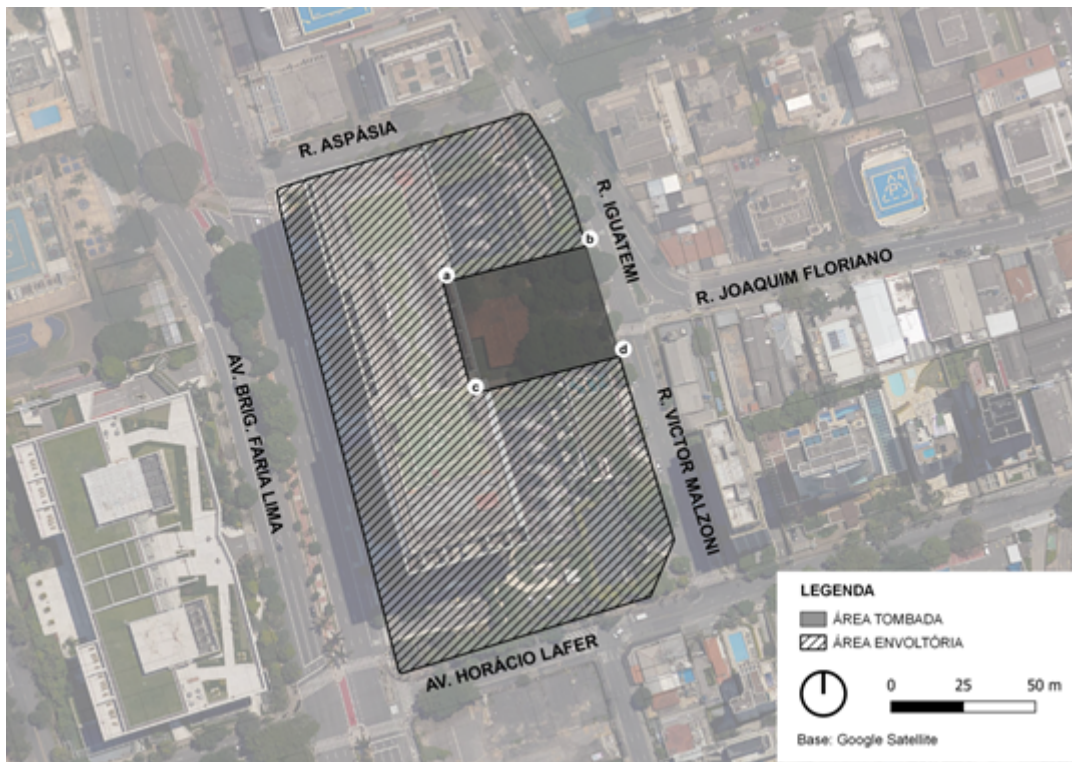 R. ASPÁSIA
R. IGUATEMI
b
a
R. JOAQUIM FLORIANO
d
c
AV. BRIG. FARIA LIMA
R. VICTOR MALZONI
AV. HORÁCIO LAFER
LEGENDA
ÁREA TOMBADA
ÁREA ENVOLTÓRIA
0 25 50 m
Base: Google Satellite